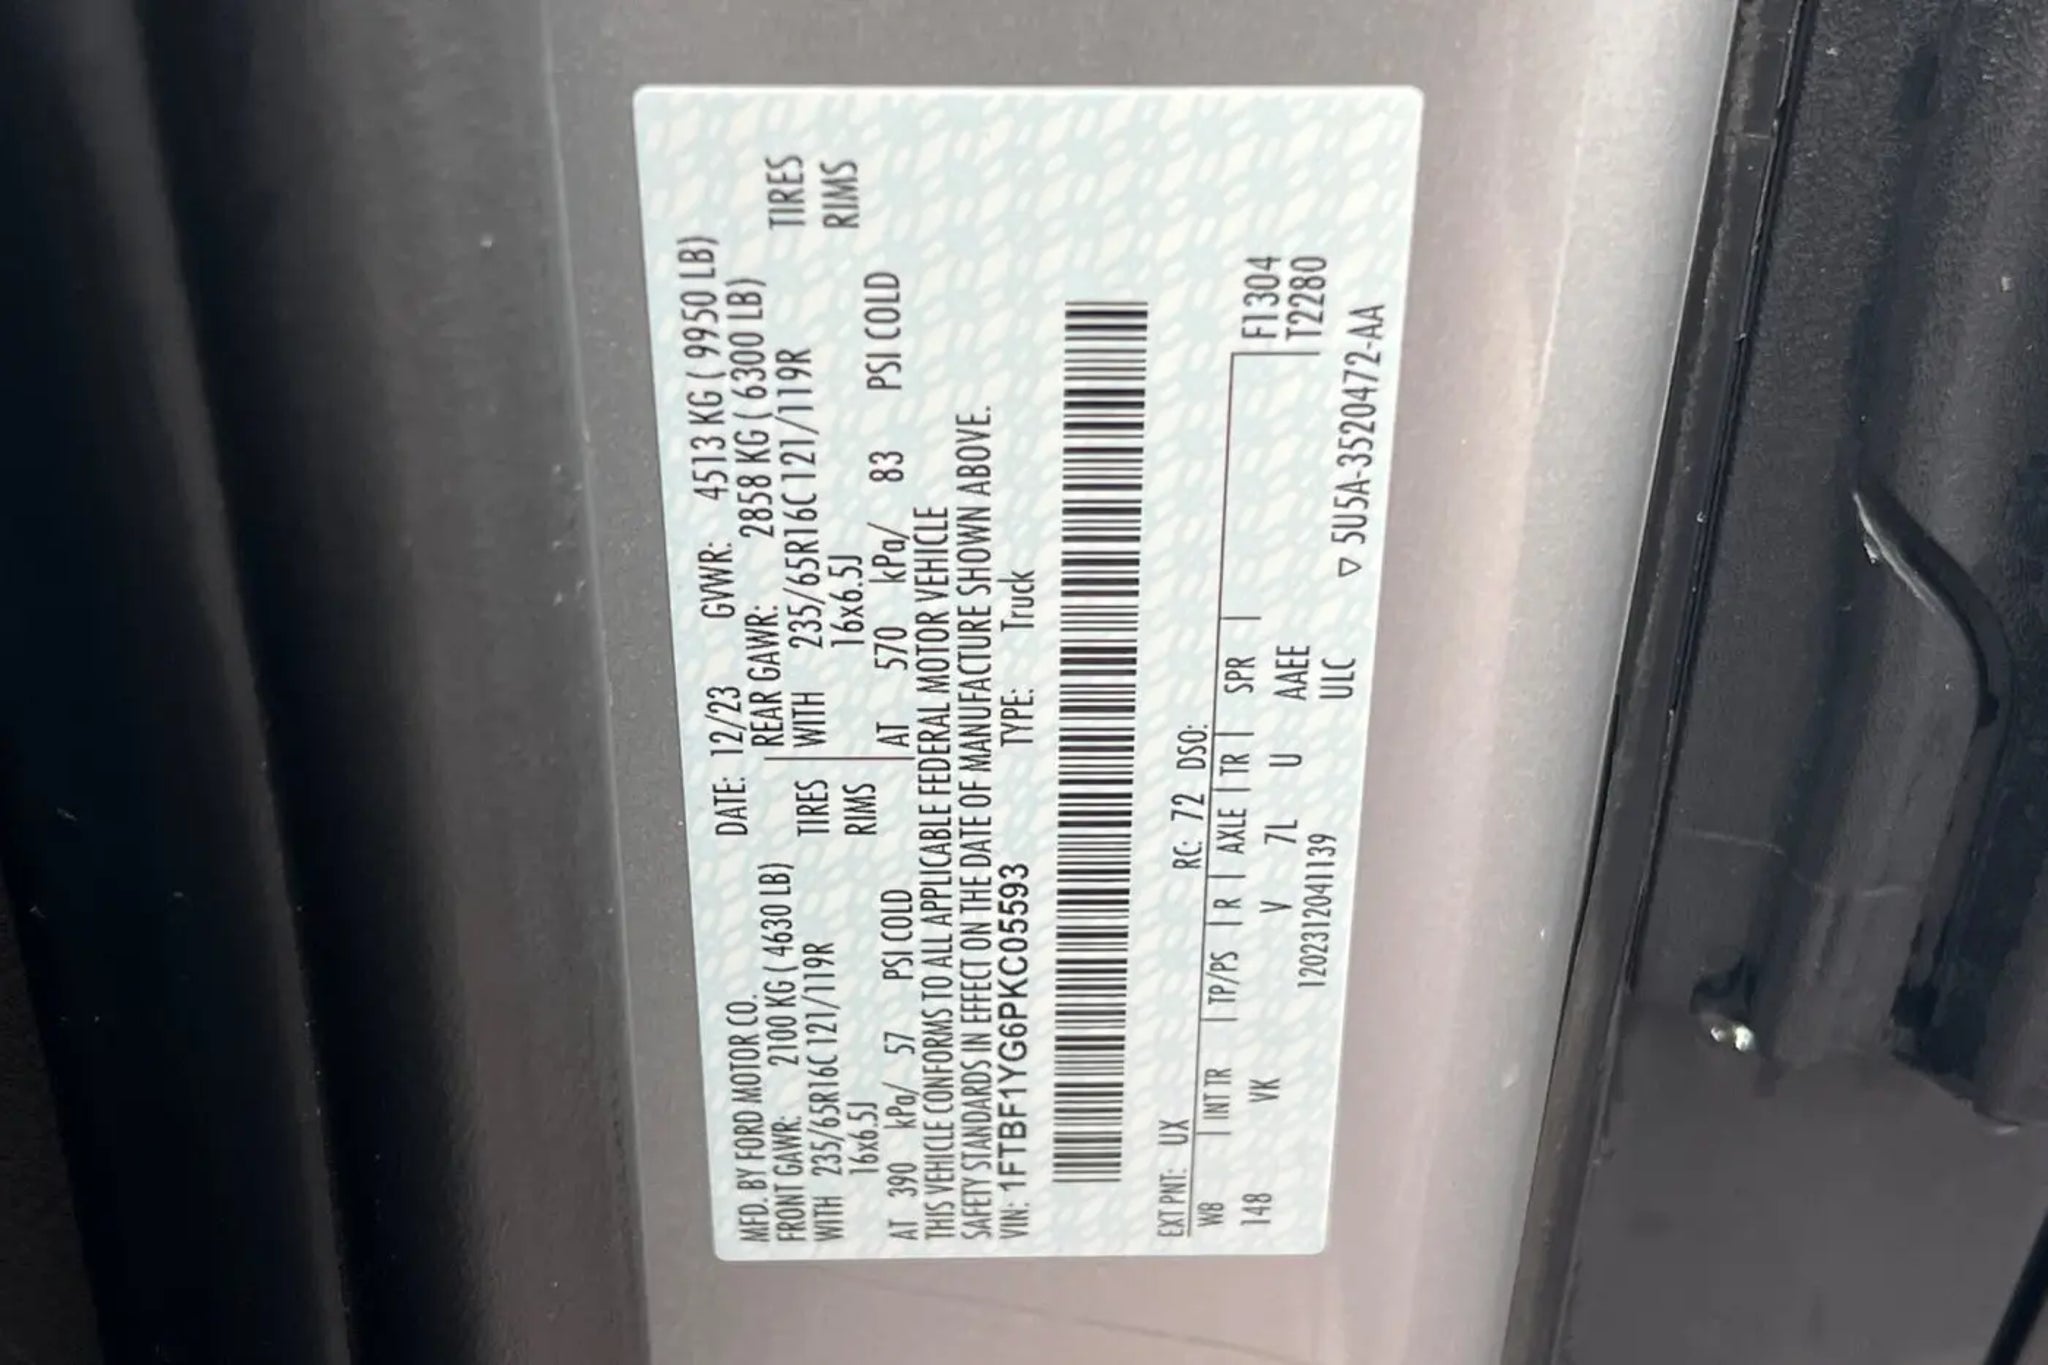 MFD. BY FORD MOTOR CO. DATE: 12/23 GVWR: 4513 KG ( 9950 LB)
FRONT GAWR: 2100 KG ( 4630 LB) REAR GAWR: 2858 KG ( 6300 LB)
WITH 235/65R16C 121/119R TIRES WITH 235/65R16C 121/119R TIRES
16x6.5J RIMS 16x6.5J RIMS
AT 390 kPa/ 57 PSI COLD AT 570 kPa/ 83 PSI COLD
THIS VEHICLE CONFORMS TO ALL APPLICABLE FEDERAL MOTOR VEHICLE
SAFETY STANDARDS IN EFFECT ON THE DATE OF MANUFACTURE SHOWN ABOVE.
VIN: 1FTBF1YG6PKC05593 TYPE: Truck
EXT PNT: UX RC: 72 DSO:
WB | INT TR | TP/PS | R | AXLE | TR | SPR | F1304
148 VK V 7L U AAEE T2280
1202312041139 ULC ▽ 5U5A-3520472-AA